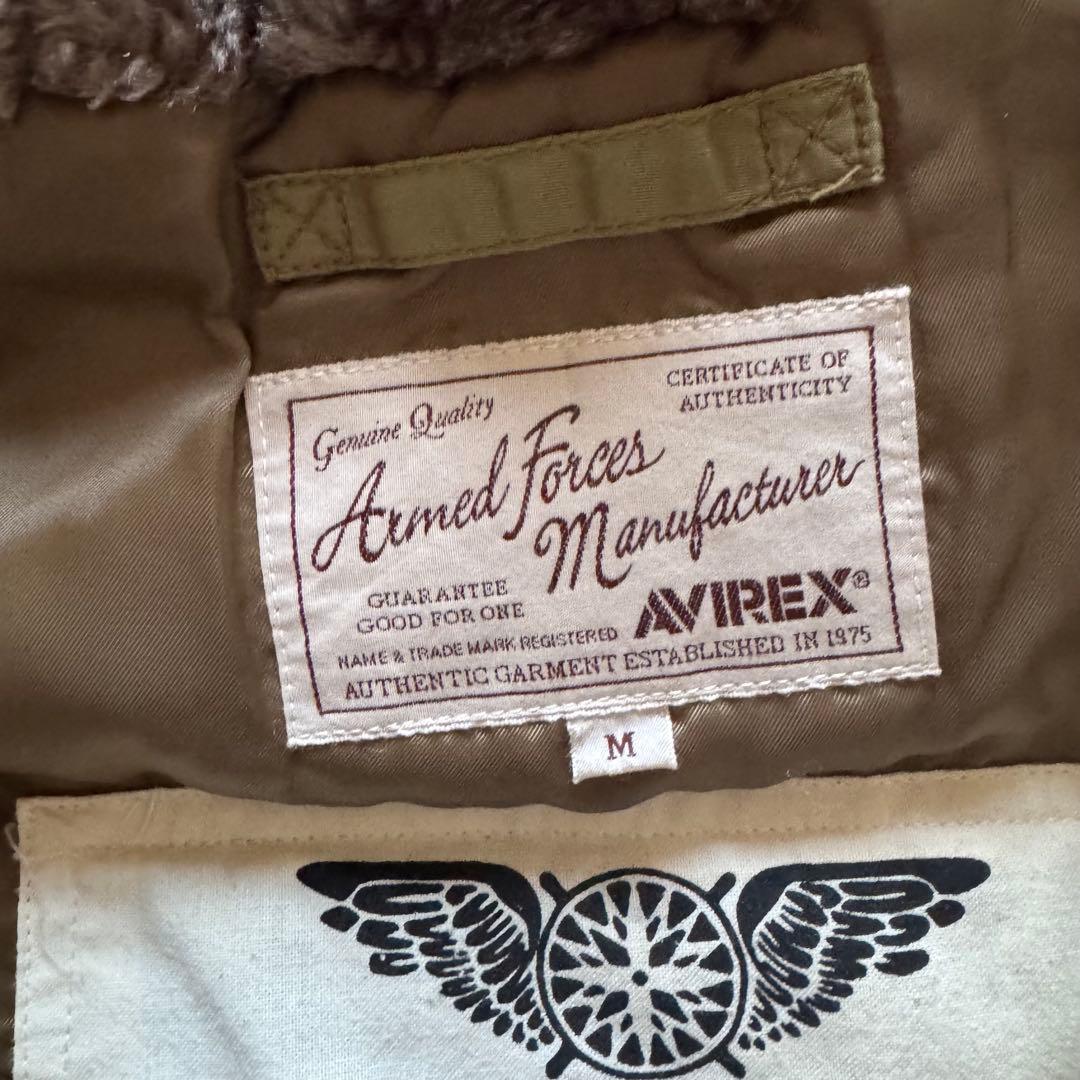 Genuine Quality
CERTIFICATE OF
AUTHENTICITY
Armed Forces
Manufacturer
GUARANTEE
GOOD FOR ONE
AVIREX®
NAME & TRADE MARK REGISTERED
AUTHENTIC GARMENT ESTABLISHED IN 1975
M